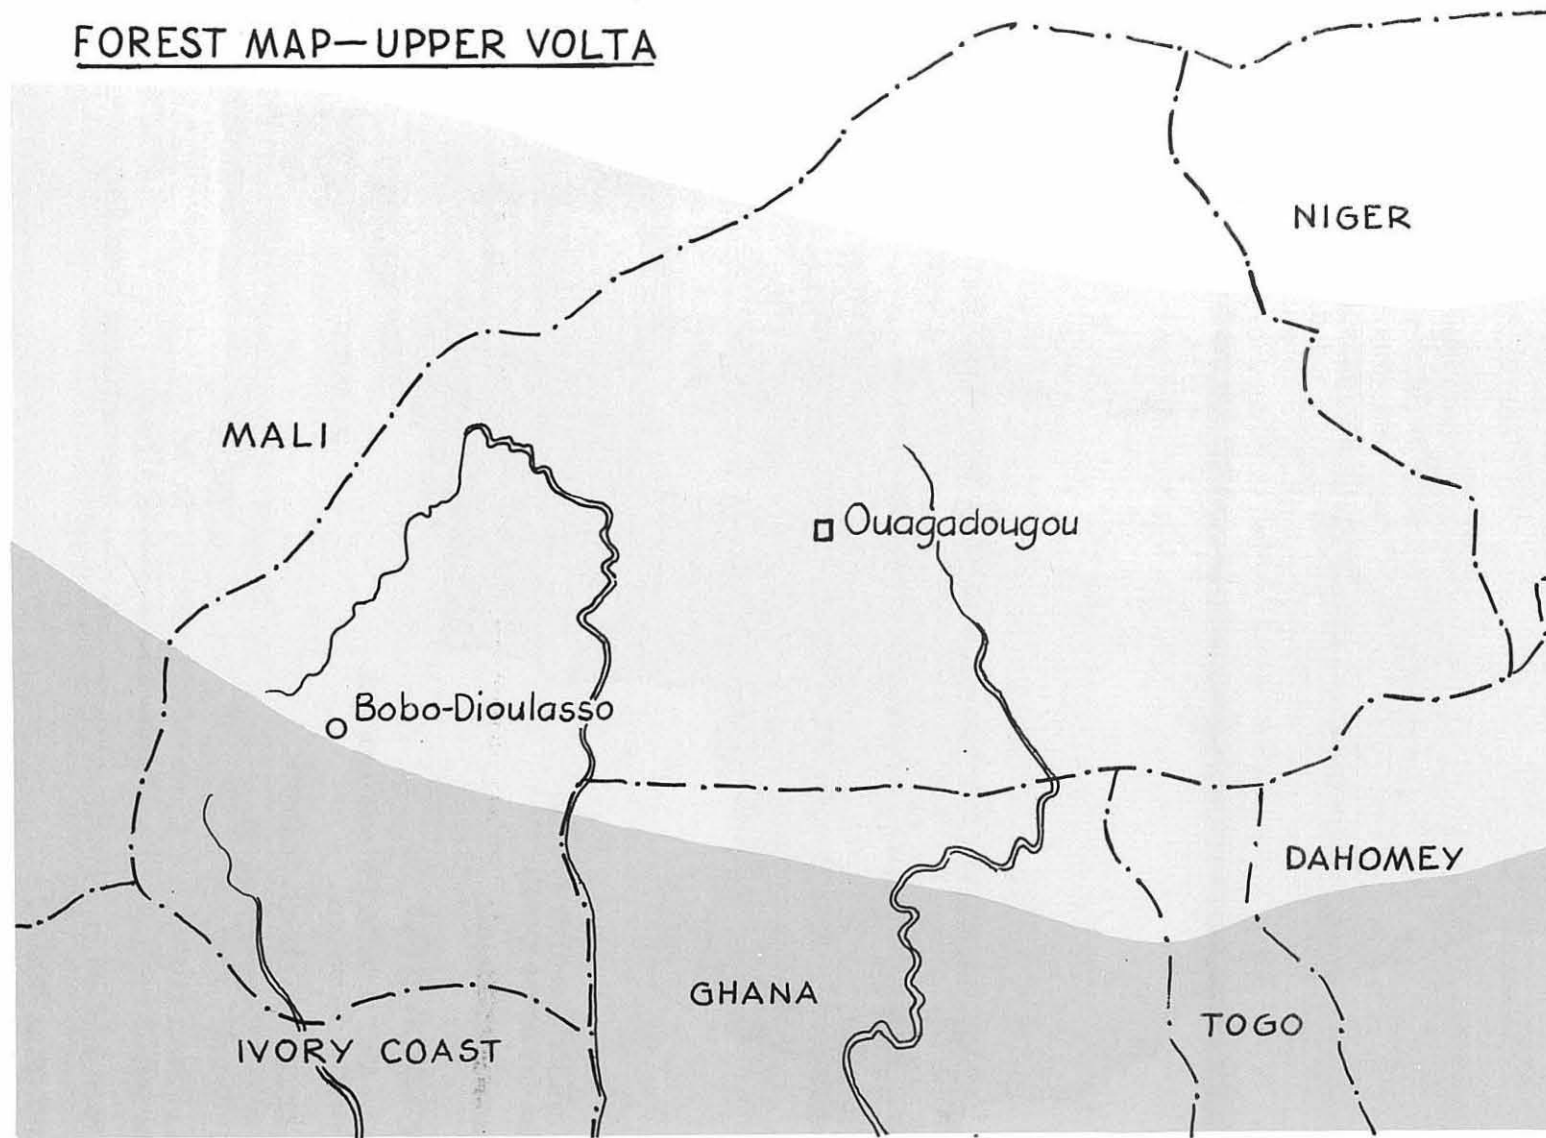 FOREST MAP—UPPER VOLTA
NIGER
MALI
Ouagadougou
Bobo-Dioulasso
DAHOMEY
GHANA
TOGO
IVORY COAST